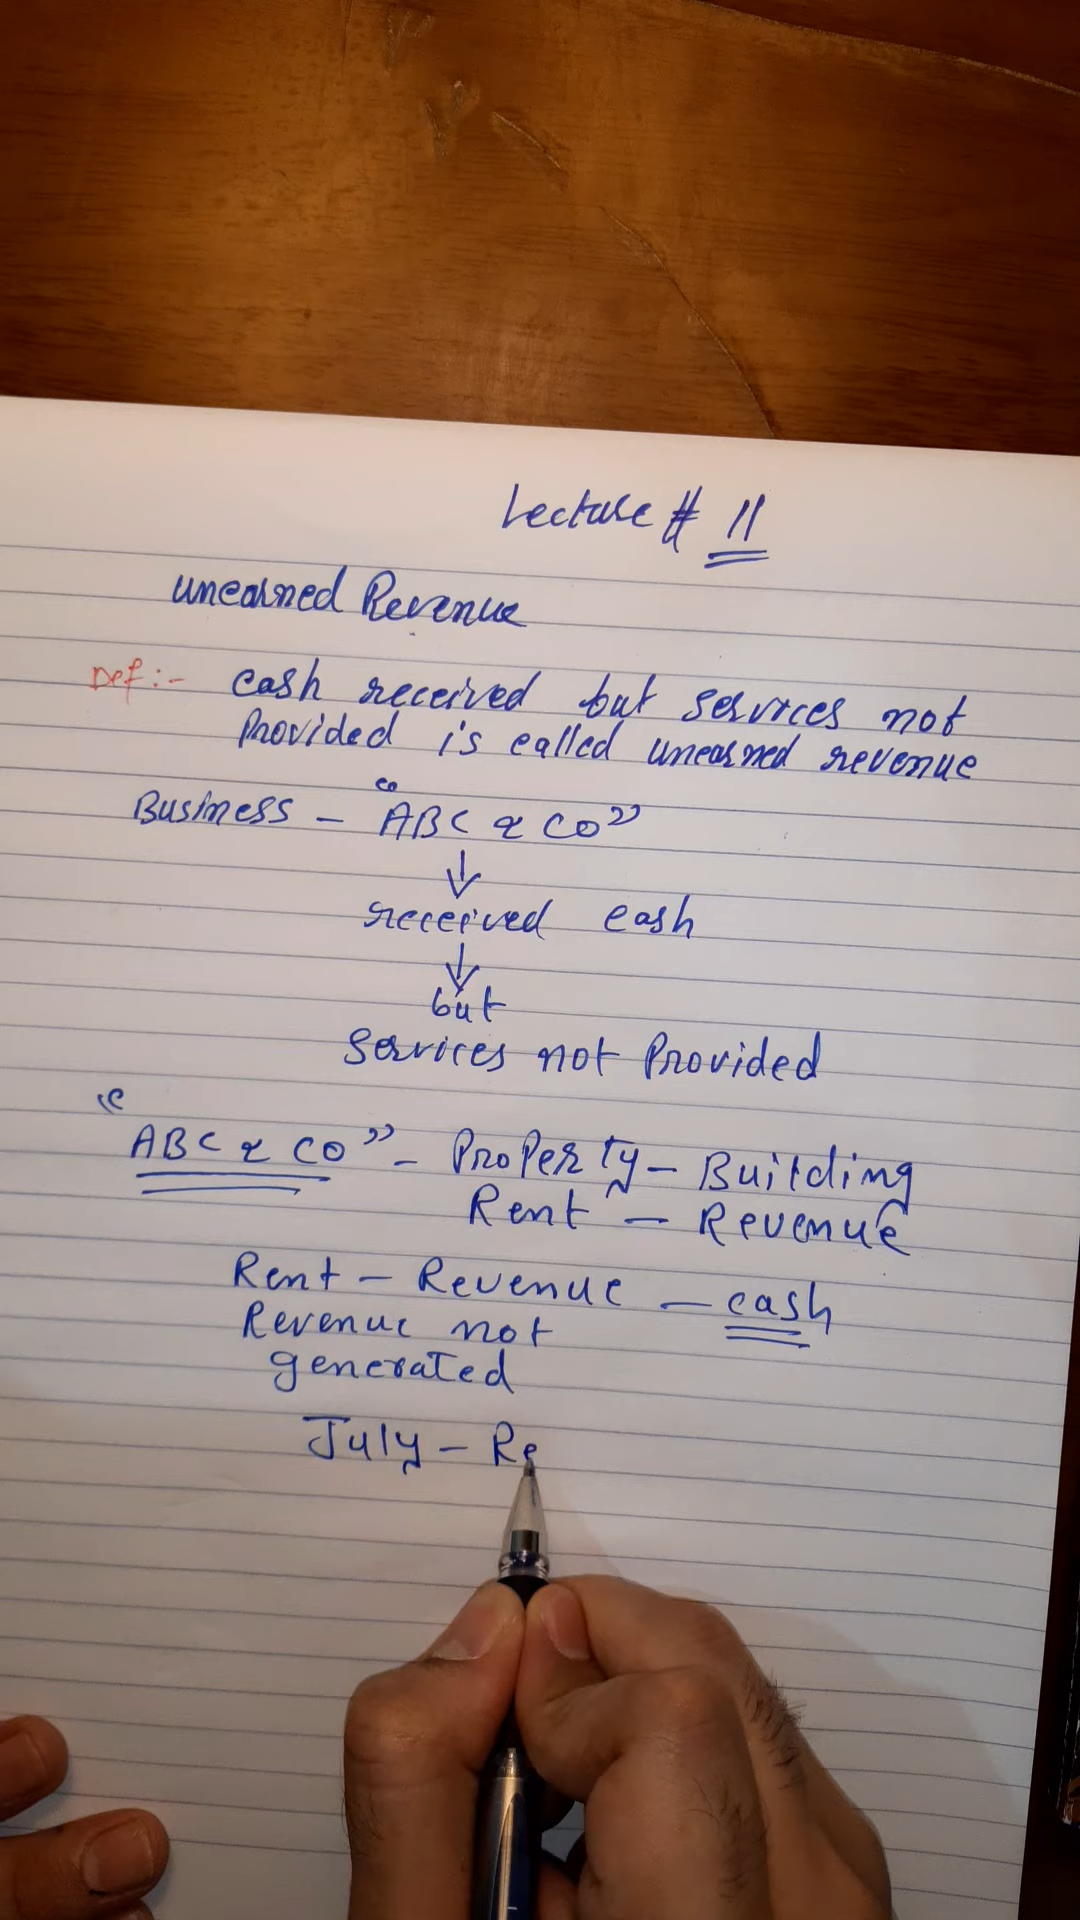 Lecture # 11
unearned Revenue
Def:- cash received but services not
Provided is called unearned revenue
Business - "ABC & CO"
↓
received cash
↓
but
Services not Provided
"ABC & CO" - Property - Building
Rent - Revenue
Rent - Revenue - cash
Revenue not
generated
July - Re